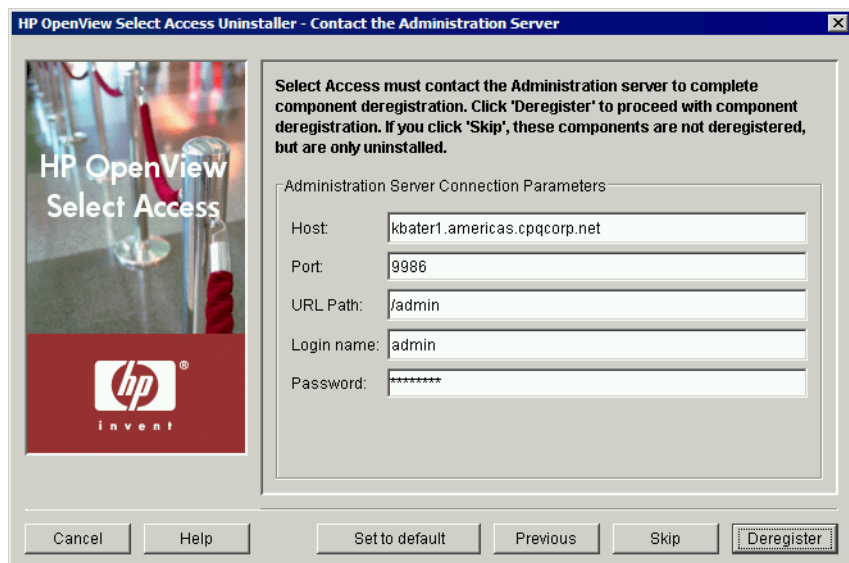 HP OpenView Select Access Uninstaller - Contact the Administration Server
HP OpenView
Select Access
hp
®
invent
Select Access must contact the Administration server to complete
component deregistration. Click 'Deregister' to proceed with component
deregistration. If you click 'Skip', these components are not deregistered,
but are only uninstalled.
Administration Server Connection Parameters
Host: kbater1.americas.cpqcorp.net
Port: 9986
URL Path: /admin
Login name: admin
Password: ********
Cancel Help Set to default Previous Skip Deregister